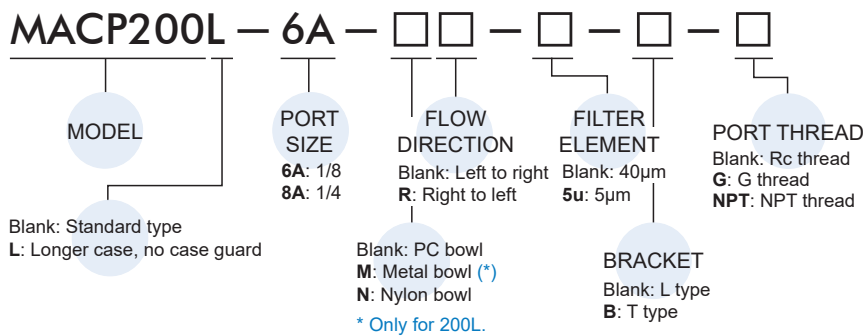 MACP200L – 6A – □□ – □ – □ – □
MODEL
Blank: Standard type
L: Longer case, no case guard
PORT
SIZE
6A: 1/8
8A: 1/4
FLOW
DIRECTION
Blank: Left to right
R: Right to left
Blank: PC bowl
M: Metal bowl (*)
N: Nylon bowl
* Only for 200L.
FILTER
ELEMENT
Blank: 40μm
5u: 5μm
BRACKET
Blank: L type
B: T type
PORT THREAD
Blank: Rc thread
G: G thread
NPT: NPT thread